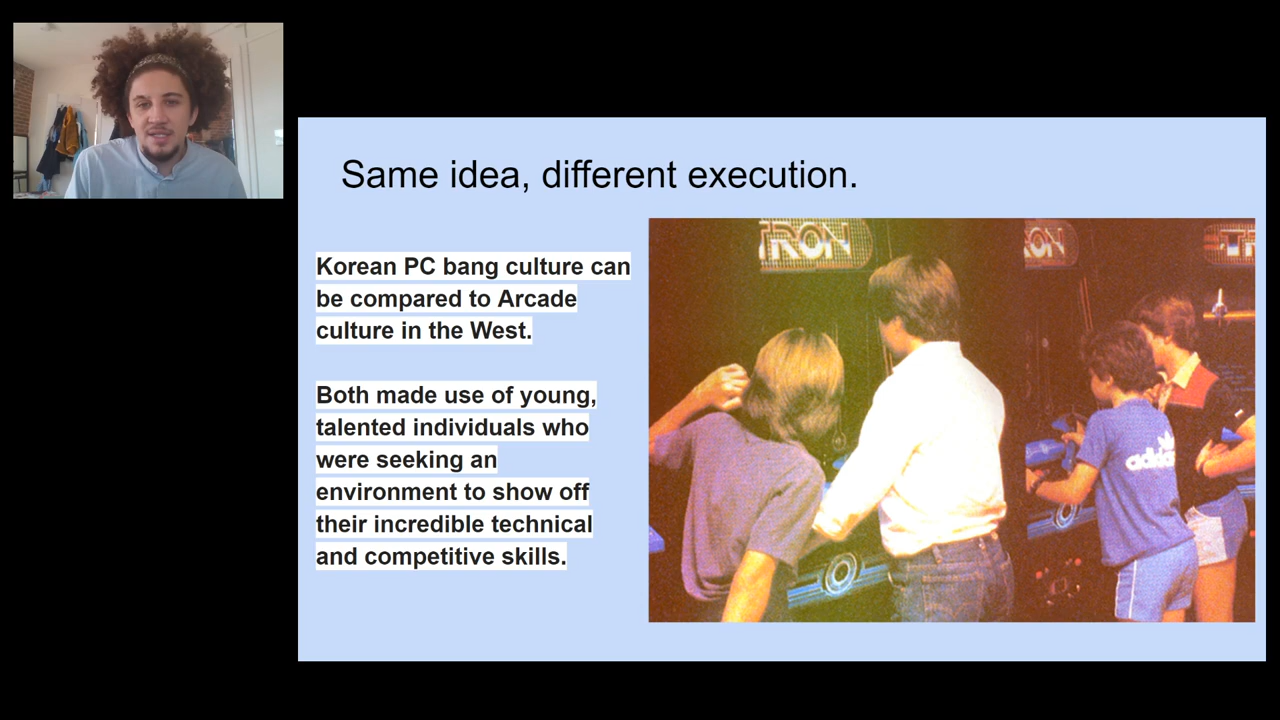 Same idea, different execution.
Korean PC bang culture can
be compared to Arcade
culture in the West.
Both made use of young,
talented individuals who
were seeking an
environment to show off
their incredible technical
and competitive skills.
TRON
RON
TR
adidas